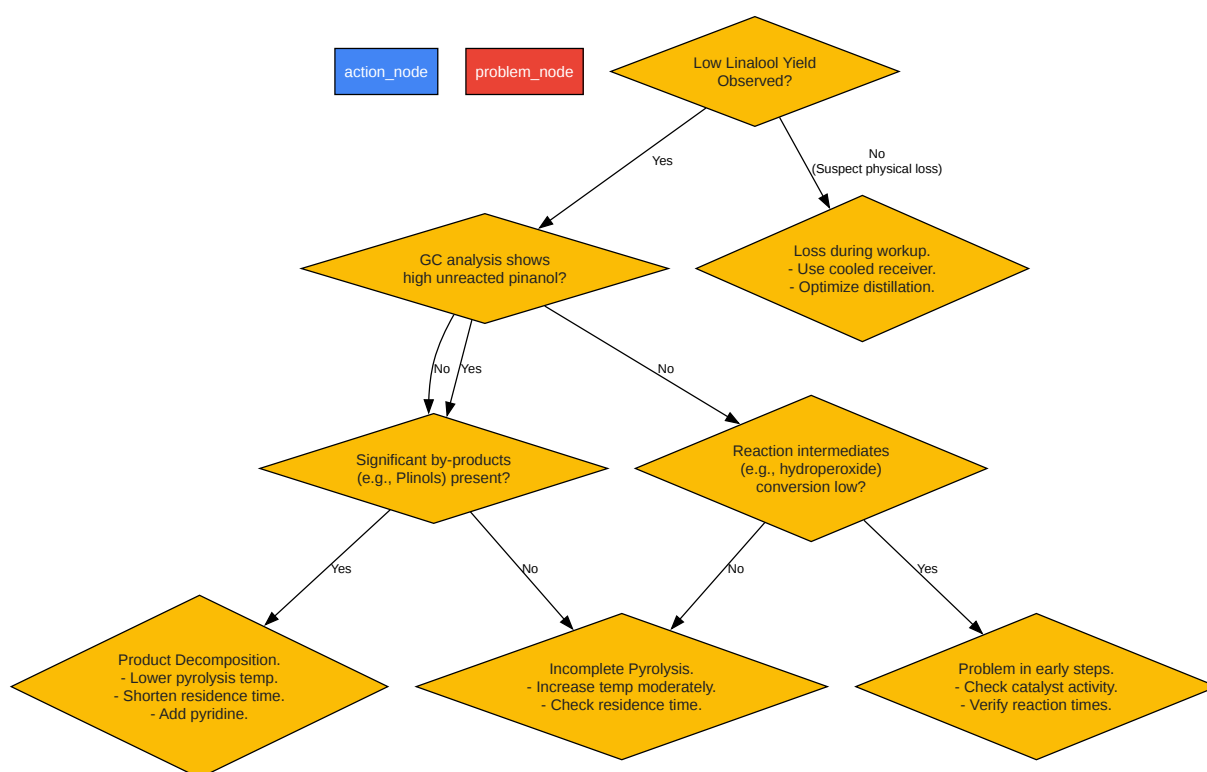 action_node
problem_node
Low Linalool Yield
Observed?
Yes
No
(Suspect physical loss)
GC analysis shows
high unreacted pinanol?
Loss during workup.
- Use cooled receiver.
- Optimize distillation.
No
Yes
No
Significant by-products
(e.g., Plinols) present?
Reaction intermediates
(e.g., hydroperoxide)
conversion low?
Yes
No
No
Yes
Product Decomposition.
- Lower pyrolysis temp.
- Shorten residence time.
- Add pyridine.
Incomplete Pyrolysis.
- Increase temp moderately.
- Check residence time.
Problem in early steps.
- Check catalyst activity.
- Verify reaction times.